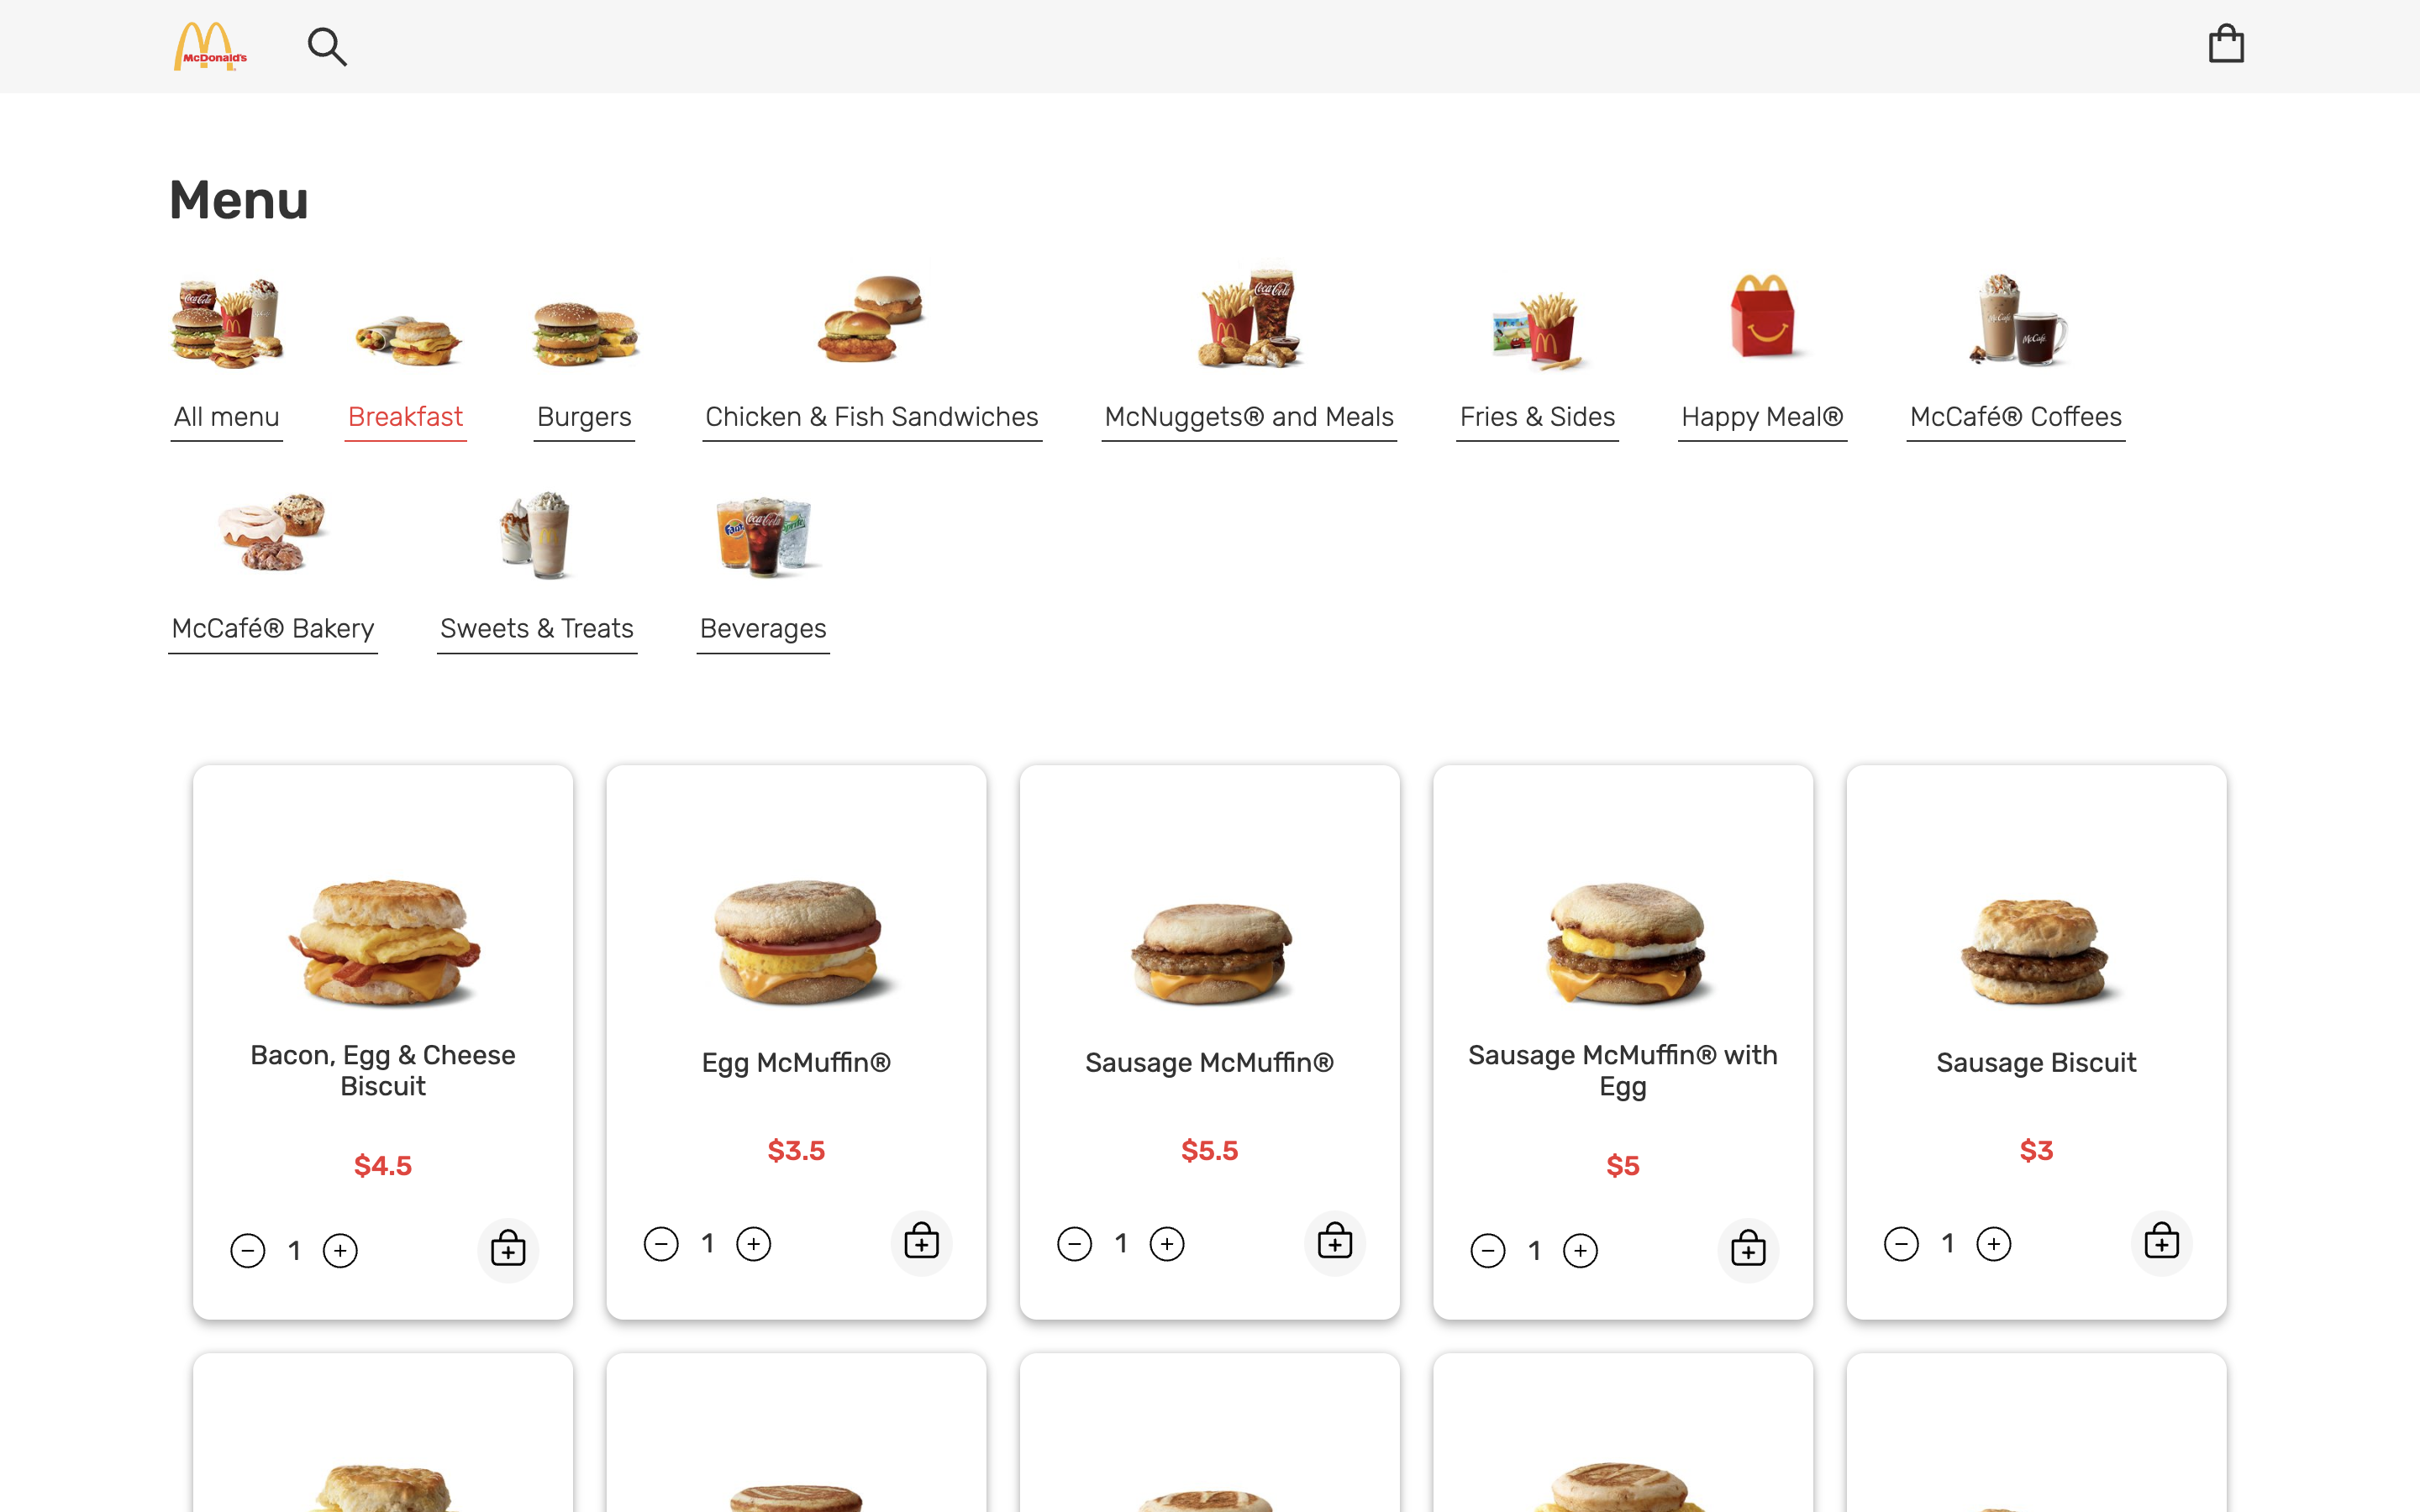 McDonald's
Menu
All menu
Breakfast
Burgers
Chicken & Fish Sandwiches
McNuggets® and Meals
Fries & Sides
Happy Meal®
McCafé® Coffees
McCafé® Bakery
Sweets & Treats
Beverages
Bacon, Egg & Cheese
Biscuit
$4.5
1
Egg McMuffin®
$3.5
1
Sausage McMuffin®
$5.5
1
Sausage McMuffin® with
Egg
$5
1
Sausage Biscuit
$3
1